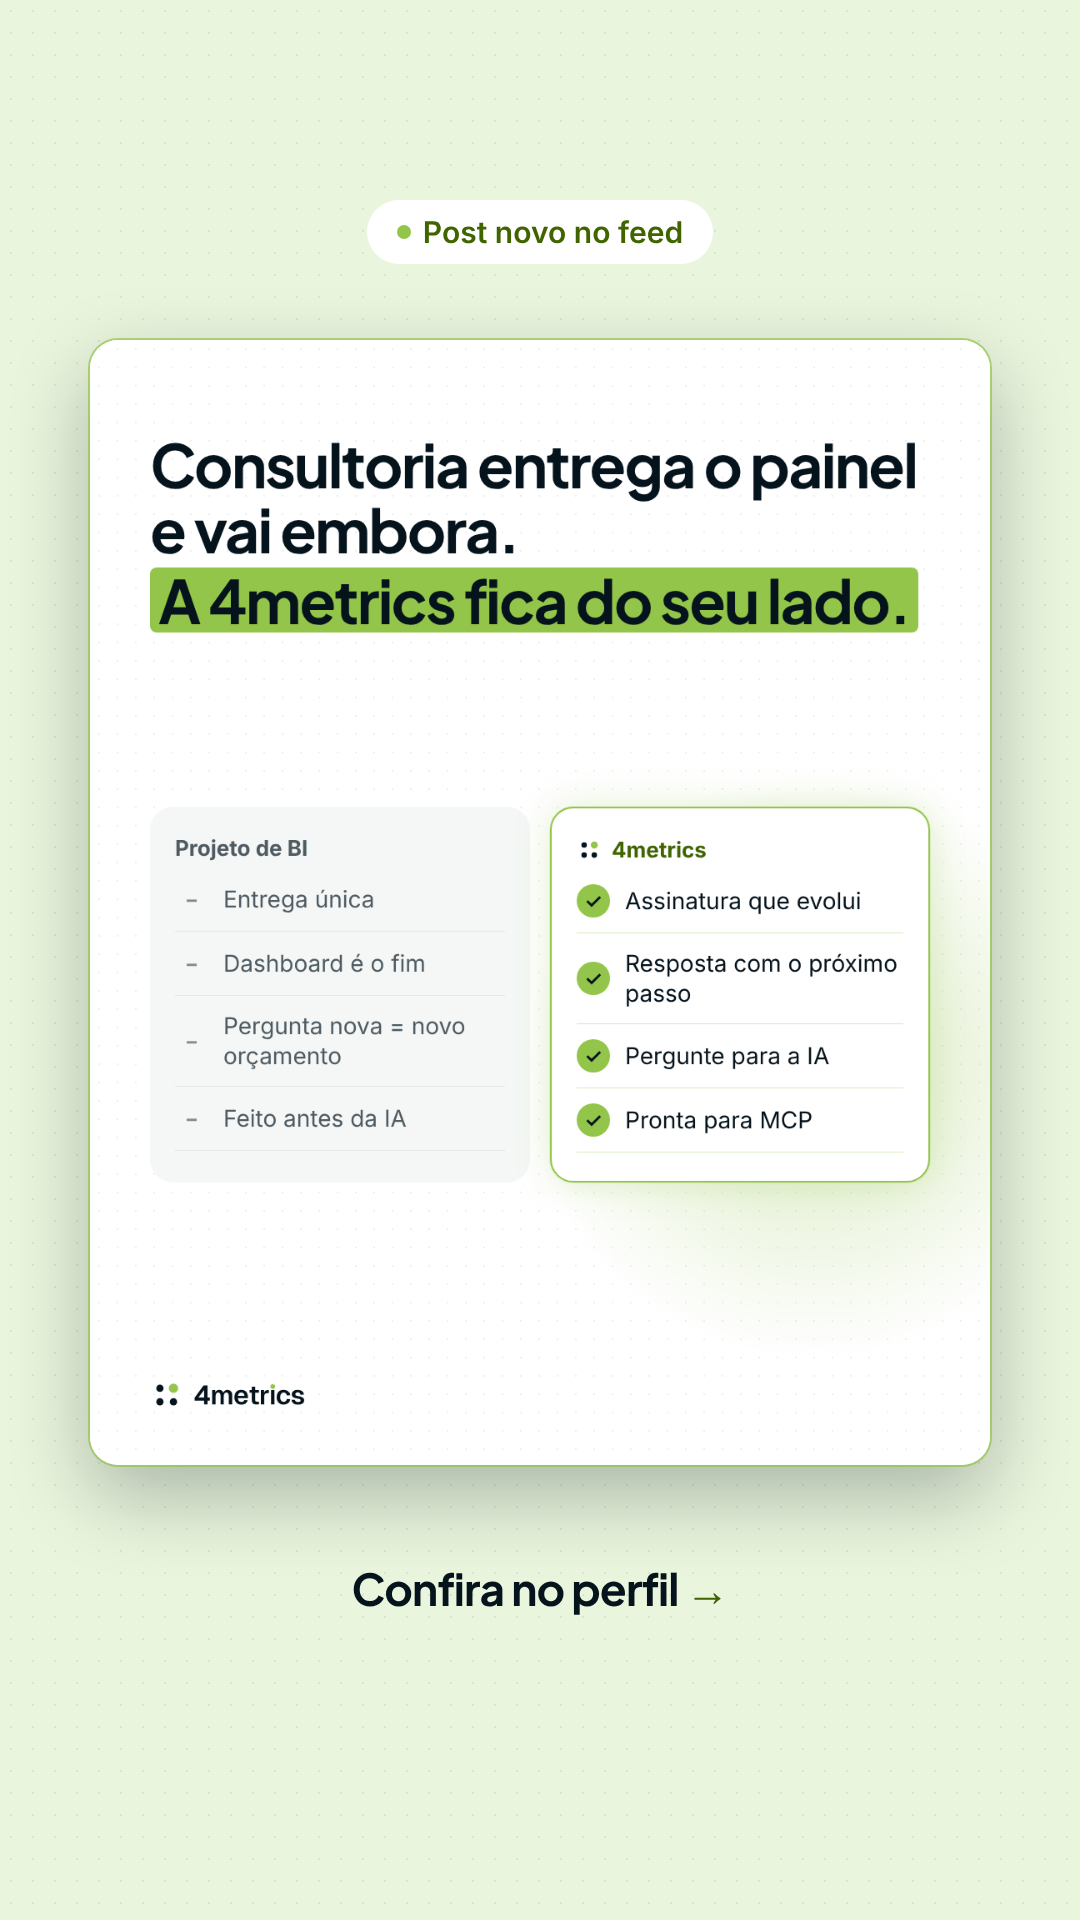 Post novo no feed
Consultoria entrega o painel
e vai embora.
A 4metrics fica do seu lado.
Projeto de BI
– Entrega única
– Dashboard é o fim
– Pergunta nova = novo
orçamento
– Feito antes da IA
4metrics
Assinatura que evolui
Resposta com o próximo
passo
Pergunte para a IA
Pronta para MCP
4metrics
Confira no perfil →